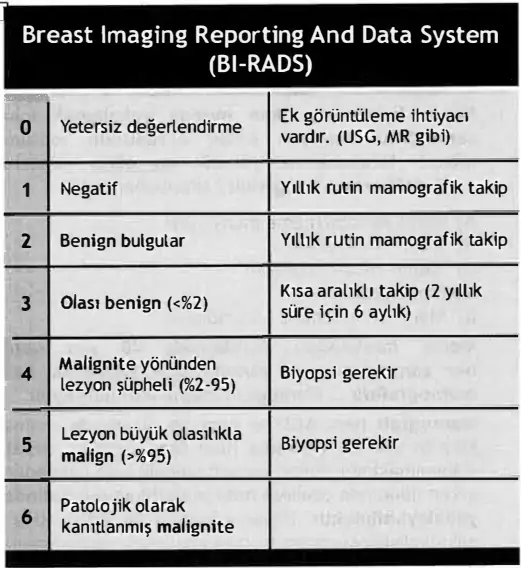 Breast Imaging Reporting And Data System
(BI-RADS)
0 Yetersiz değerlendirme Ek görüntüleme ihtiyacı
vardır, (USG, MR gibi)
1 Negatif Yıllık rutin mamografik takip
2 Benign bulgular Yıllık rutin mamografik takip
3 Olası benign (<%2) Kısa aralıklı takip (2 yıllık
süre için 6 aylık)
4 Malignite yönünden
lezyon şüpheli (%2-95) Biyopsi gerekir
5 Lezyon büyük olasılıkla
malign (>%95) Biyopsi gerekir
6 Patolojik olarak
kanıtlanmış malignite